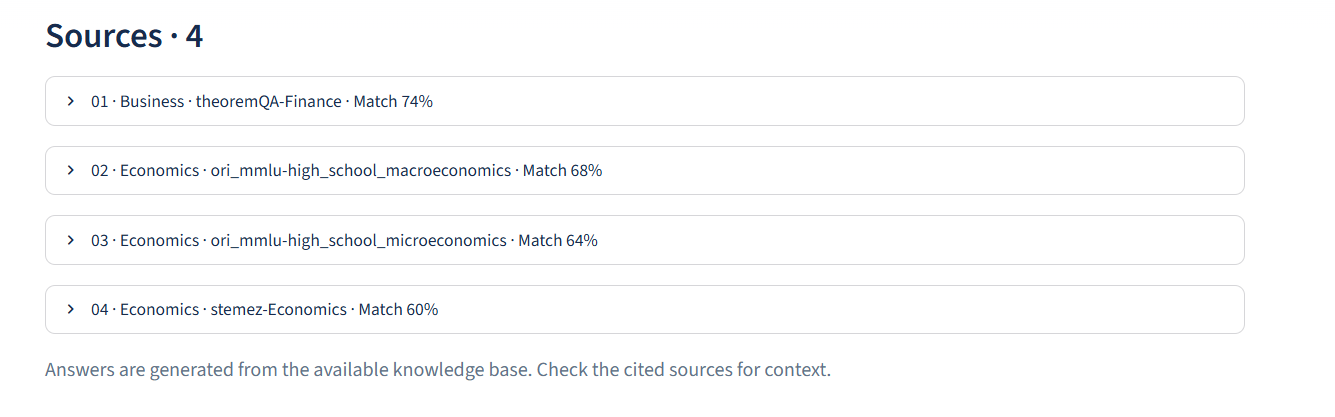 Sources · 4
01 · Business · theoremQA-Finance · Match 74%
02 · Economics · ori_mmlu-high_school_macroeconomics · Match 68%
03 · Economics · ori_mmlu-high_school_microeconomics · Match 64%
04 · Economics · stemez-Economics · Match 60%
Answers are generated from the available knowledge base. Check the cited sources for context.